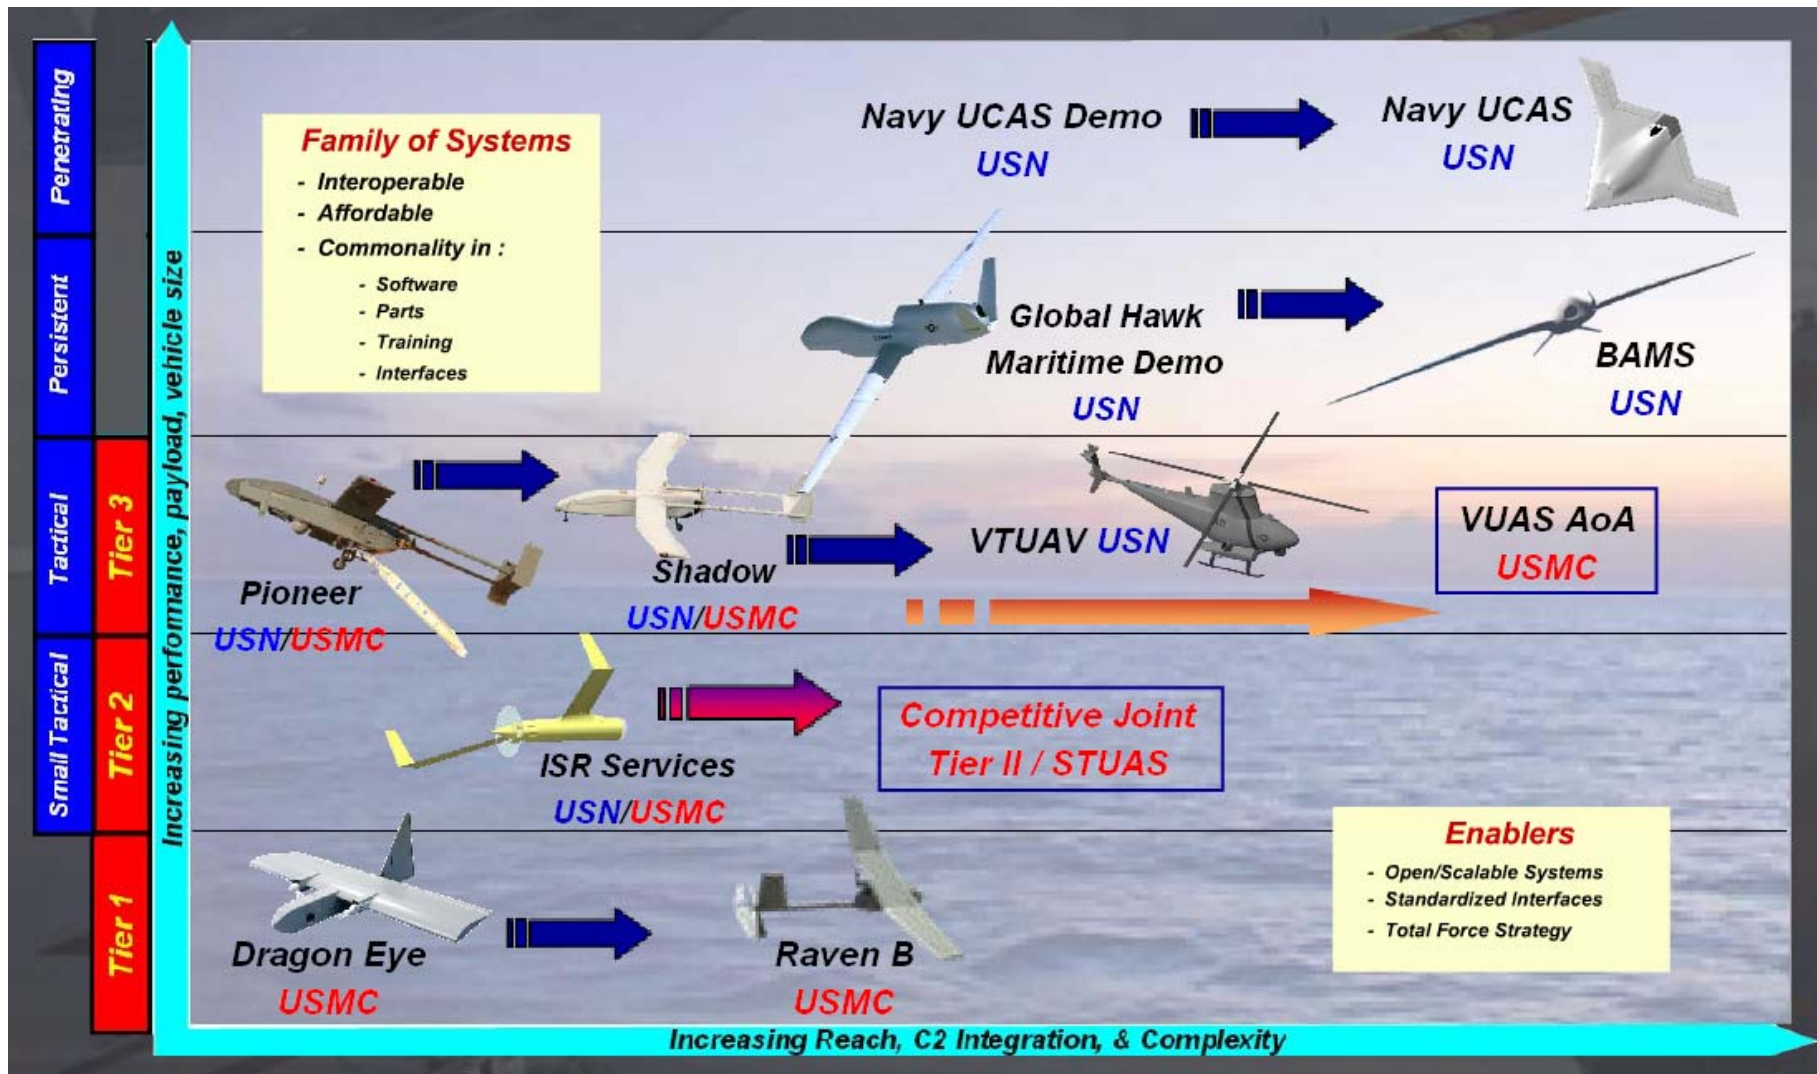 Penetrating
Persistent
Tactical
Small Tactical
Tier 3
Tier 2
Tier 1
Increasing performance, payload, vehicle size
Family of Systems
- Interoperable
- Affordable
- Commonality in :
- Software
- Parts
- Training
- Interfaces
Navy UCAS Demo
USN
Navy UCAS
USN
Global Hawk
Maritime Demo
USN
BAMS
USN
Pioneer
USN/USMC
Shadow
USN/USMC
VTUAV USN
VUAS AoA
USMC
ISR Services
USN/USMC
Competitive Joint
Tier II / STUAS
Dragon Eye
USMC
Raven B
USMC
Enablers
- Open/Scalable Systems
- Standardized Interfaces
- Total Force Strategy
Increasing Reach, C2 Integration, & Complexity